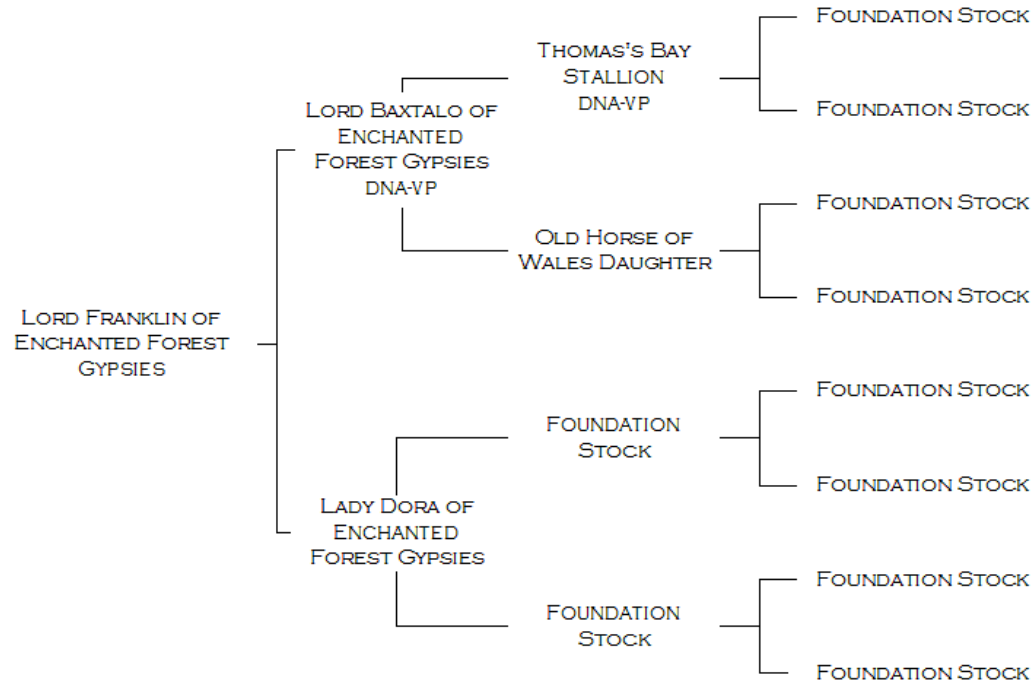 Foundation Stock
Thomas's Bay
Stallion
DNA-VP
Foundation Stock
Lord Baxtalo of
Enchanted
Forest Gypsies
DNA-VP
Foundation Stock
Old Horse of
Wales Daughter
Foundation Stock
Lord Franklin of
Enchanted Forest
Gypsies
Foundation Stock
Foundation
Stock
Foundation Stock
Lady Dora of
Enchanted
Forest Gypsies
Foundation Stock
Foundation
Stock
Foundation Stock